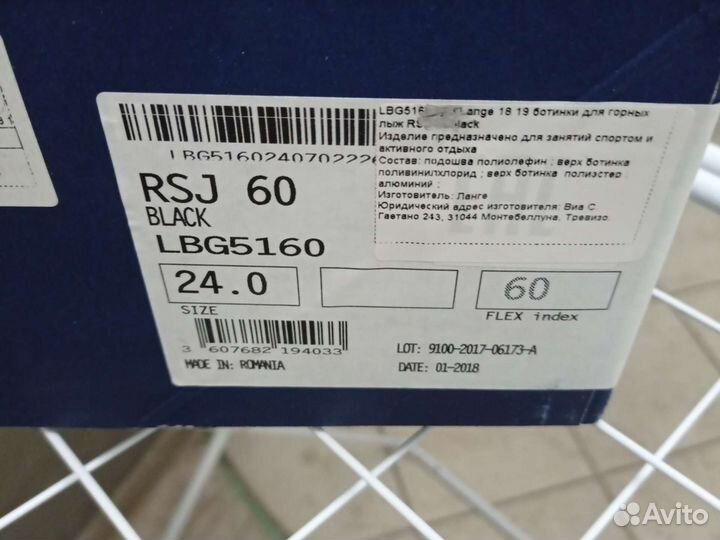 LBG5160240702226
RSJ 60
BLACK
LBG5160
24.0
SIZE
60
FLEX index
3 607682 194033
MADE IN: ROMANIA
LOT: 9100-2017-06173-A
DATE: 01-2018
ange 18 19 ботинки для горных
лыж
Изделие предназначено для занятий спортом и
активного отдыха
Состав: подошва полиолефин ; верх ботинка
поливинилхлорид ; верх ботинка полиэстер ;
алюминий ;
Изготовитель: Ланге
Юридический адрес изготовителя: Виа С.
Гаетано 243, 31044 Монтебеллуна, Тревизо.
Avito